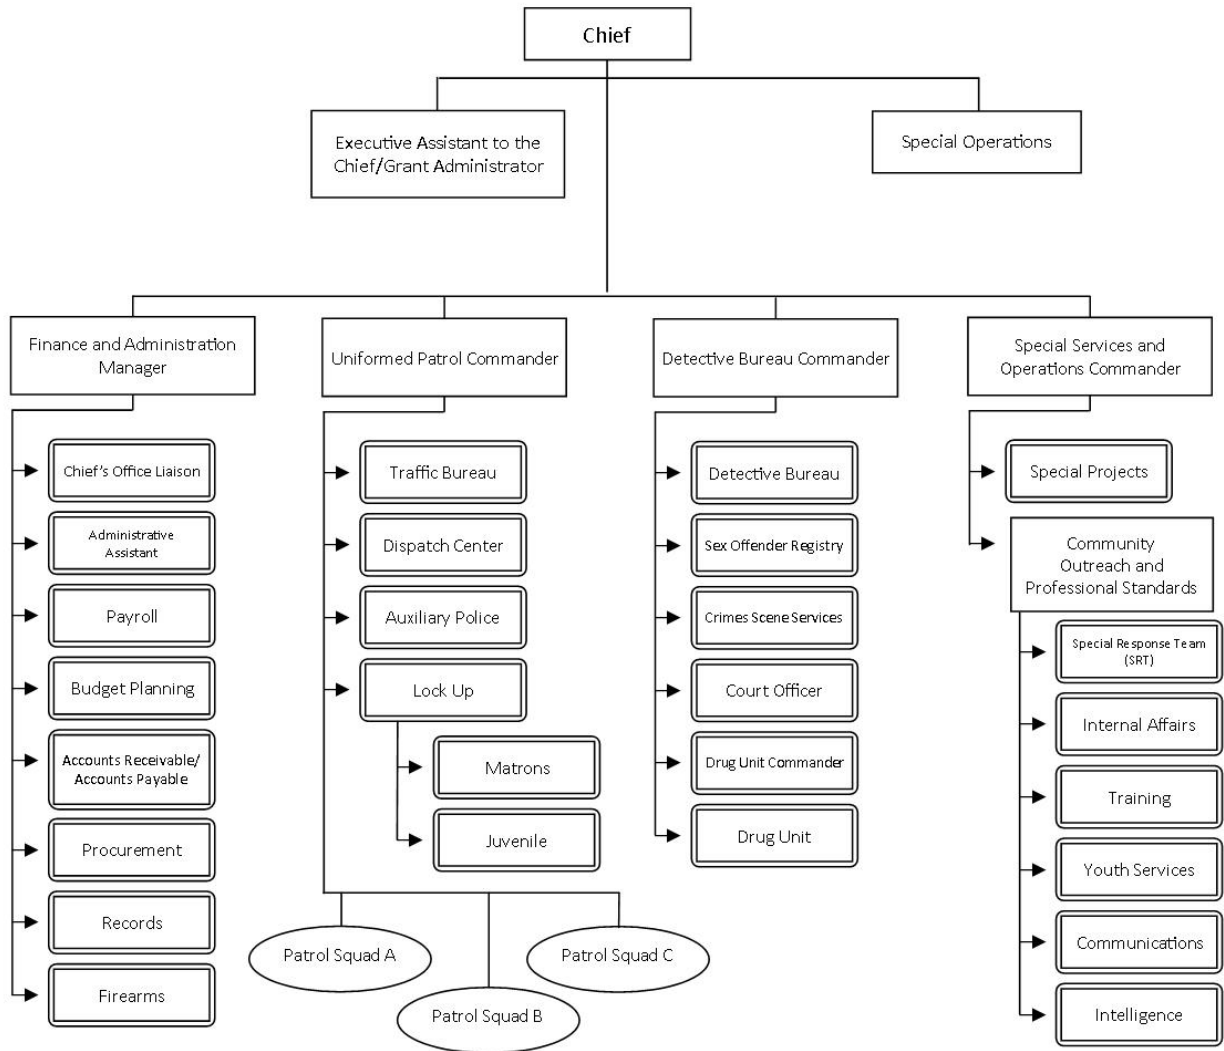 Chief
Executive Assistant to the
Chief/Grant Administrator
Special Operations
Finance and Administration
Manager
Chief's Office Liaison
Administrative
Assistant
Payroll
Budget Planning
Accounts Receivable/
Accounts Payable
Procurement
Records
Firearms
Uniformed Patrol Commander
Traffic Bureau
Dispatch Center
Auxiliary Police
Lock Up
Matrons
Juvenile
Patrol Squad A
Patrol Squad B
Patrol Squad C
Detective Bureau Commander
Detective Bureau
Sex Offender Registry
Crimes Scene Services
Court Officer
Drug Unit Commander
Drug Unit
Special Services and
Operations Commander
Special Projects
Community
Outreach and
Professional Standards
Special Response Team
(SRT)
Internal Affairs
Training
Youth Services
Communications
Intelligence